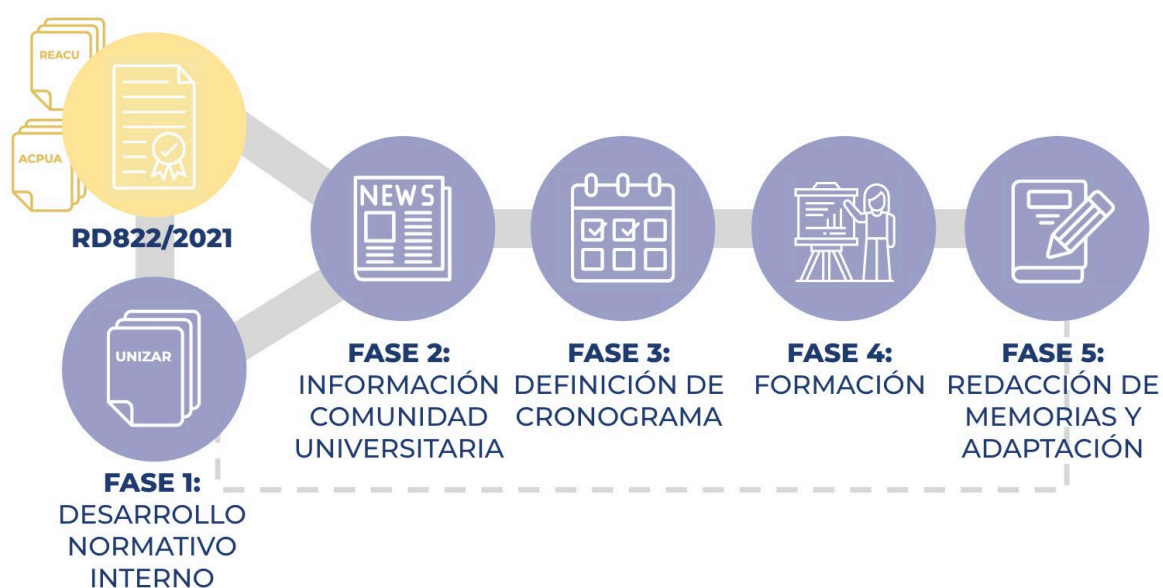 REACU
ACPUA
RD822/2021
UNIZAR
FASE 1:
DESARROLLO
NORMATIVO
INTERNO
NEWS
FASE 2:
INFORMACIÓN
COMUNIDAD
UNIVERSITARIA
FASE 3:
DEFINICIÓN DE
CRONOGRAMA
FASE 4:
FORMACIÓN
FASE 5:
REDACCIÓN DE
MEMORIAS Y
ADAPTACIÓN